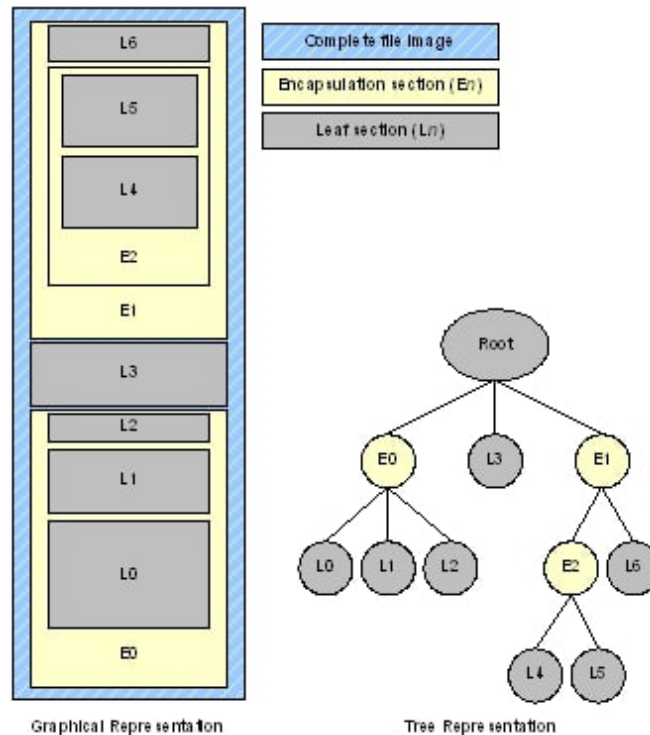 L6
L5
L4
E2
E1
L3
L2
L1
L0
E0
Graphical Representation
Complete file image
Encapsulation section (En)
Leaf section (Ln)
Root
E0
L3
E1
L0
L1
L2
E2
L6
L4
L5
Tree Representation